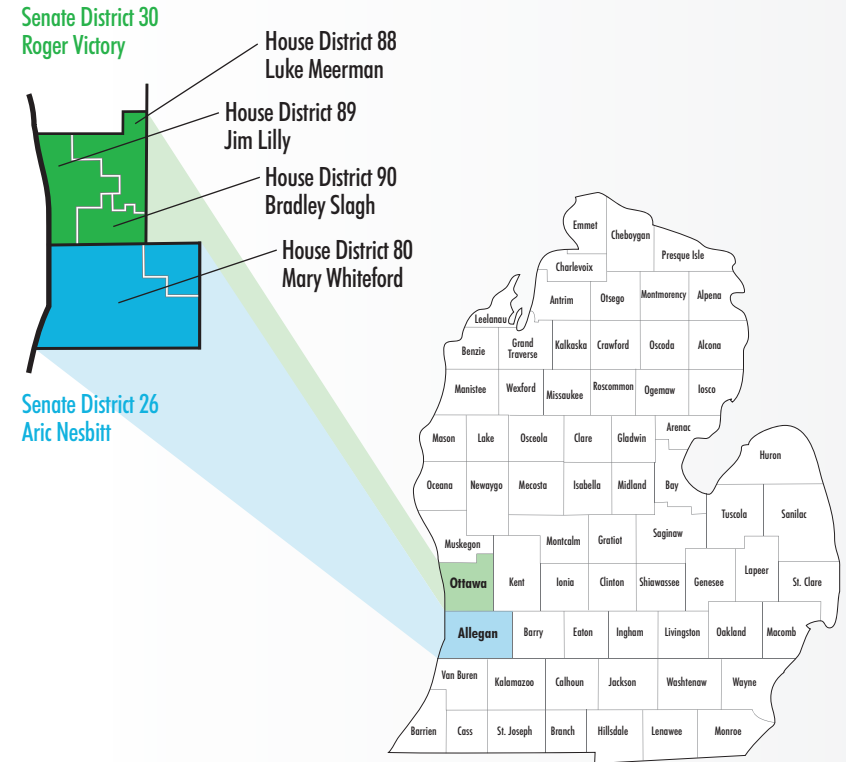 Senate District 30
Roger Victory
House District 88
Luke Meerman
House District 89
Jim Lilly
House District 90
Bradley Slagh
House District 80
Mary Whiteford
Senate District 26
Aric Nesbitt
Emmet
Cheboygan
Presque Isle
Charlevoix
Antrim
Otsego
Montmorency
Alpena
Leelanau
Benzie
Grand
Traverse
Kalkaska
Crawford
Oscoda
Alcona
Manistee
Wexford
Missaukee
Roscommon
Ogemaw
Iosco
Mason
Lake
Osceola
Clare
Gladwin
Arenac
Huron
Oceana
Newaygo
Mecosta
Isabella
Midland
Bay
Tuscola
Sanilac
Muskegon
Montcalm
Gratiot
Saginaw
Ottawa
Kent
Ionia
Clinton
Shiawassee
Genesee
Lapeer
St. Clare
Allegan
Barry
Eaton
Ingham
Livingston
Oakland
Macomb
Van Buren
Kalamazoo
Calhoun
Jackson
Washtenaw
Wayne
Barrien
Cass
St. Joseph
Branch
Hillsdale
Lenawee
Monroe